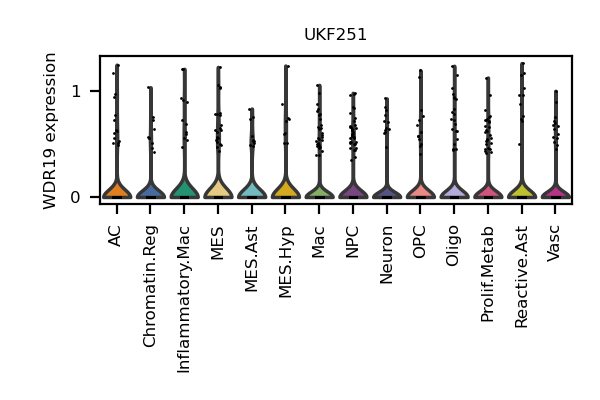 UKF251
WDR19 expression
1
0
AC
Chromatin.Reg
Inflammatory.Mac
MES
MES.Ast
MES.Hyp
Mac
NPC
Neuron
OPC
Oligo
Prolif.Metab
Reactive.Ast
Vasc